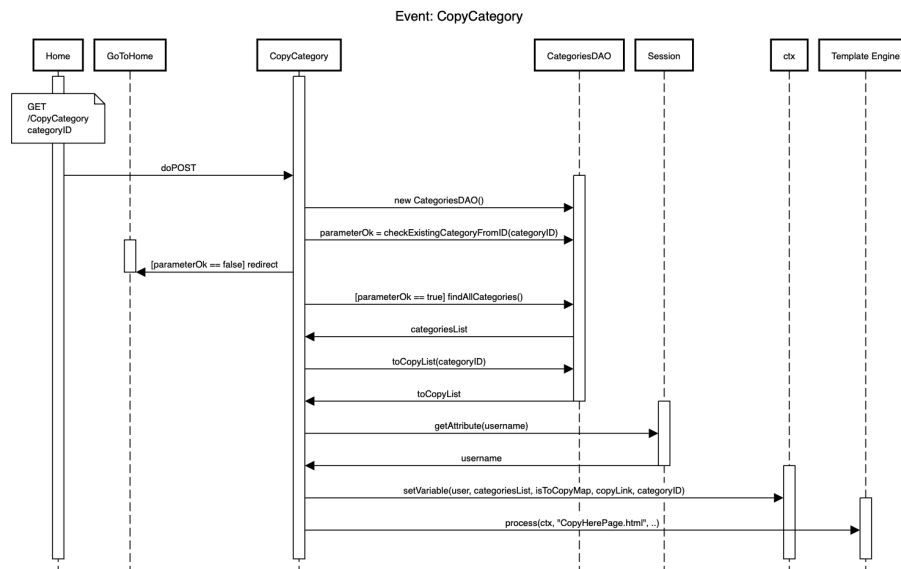 Event: CopyCategory
Home
GoToHome
CopyCategory
CategoriesDAO
Session
ctx
Template Engine
GET
/CopyCategory
categoryID
doPOST
new CategoriesDAO()
parameterOk = checkExistingCategoryFromID(categoryID)
[parameterOk == false] redirect
[parameterOk == true] findAllCategories()
categoriesList
toCopyList(categoryID)
toCopyList
getAttribute(username)
username
setVariable(user, categoriesList, isToCopyMap, copyLink, categoryID)
process(ctx, "CopyHerePage.html", ..)